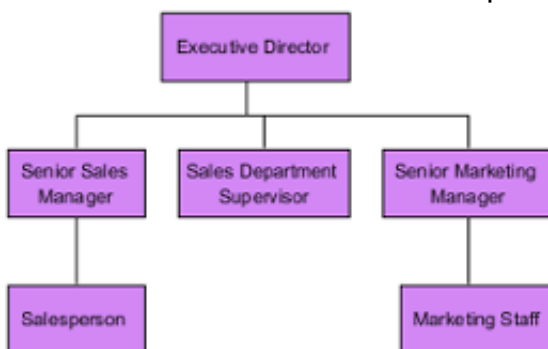 Executive Director
Senior Sales
Manager
Sales Department
Supervisor
Senior Marketing
Manager
Salesperson
Marketing Staff